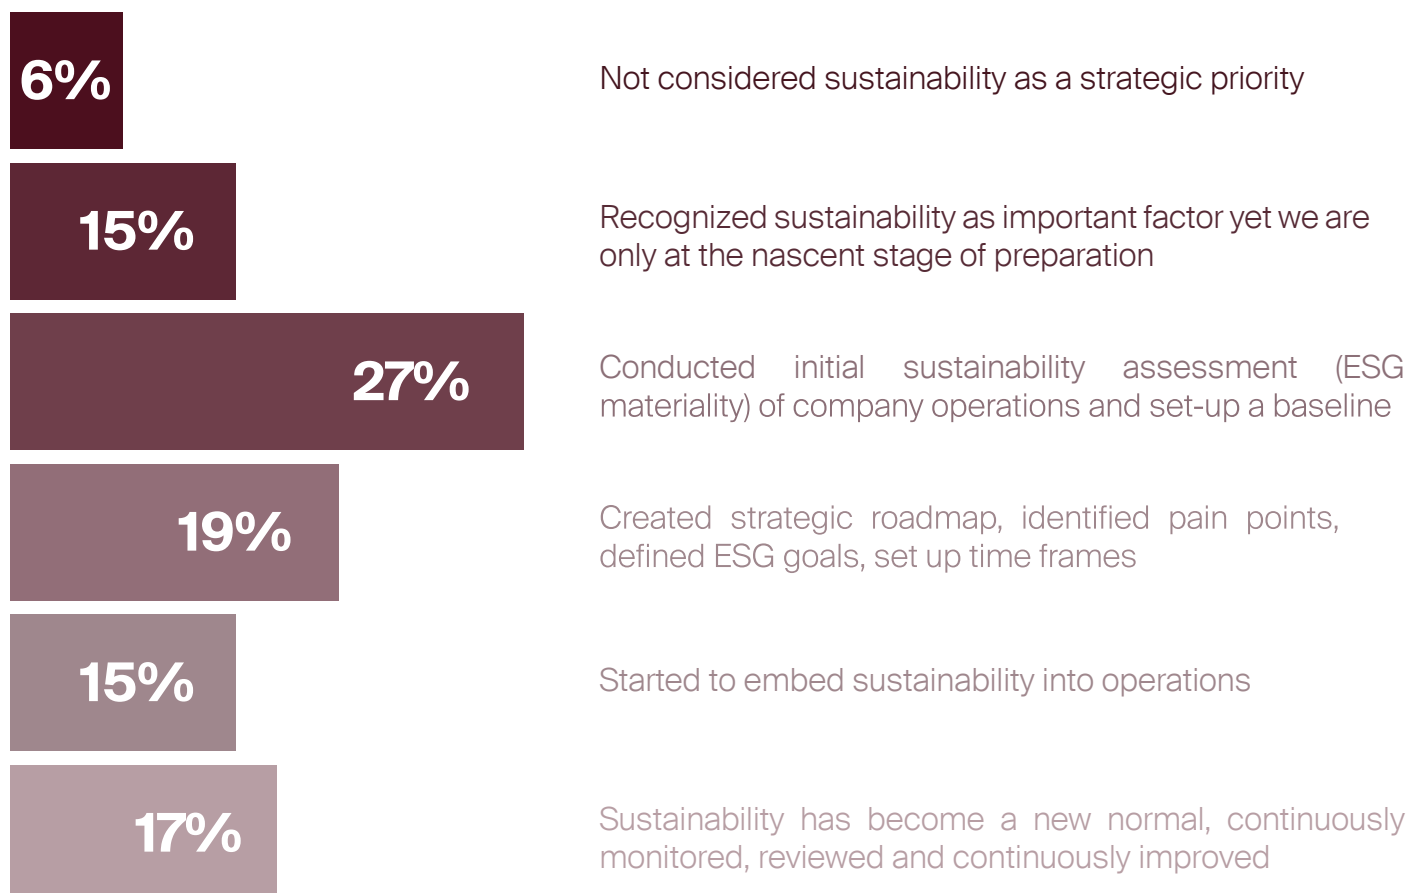 6%
Not considered sustainability as a strategic priority
15%
Recognized sustainability as important factor yet we are
only at the nascent stage of preparation
27%
Conducted initial sustainability assessment (ESG
materiality) of company operations and set-up a baseline
19%
Created strategic roadmap, identified pain points,
defined ESG goals, set up time frames
15%
Started to embed sustainability into operations
17%
Sustainability has become a new normal, continuously
monitored, reviewed and continuously improved